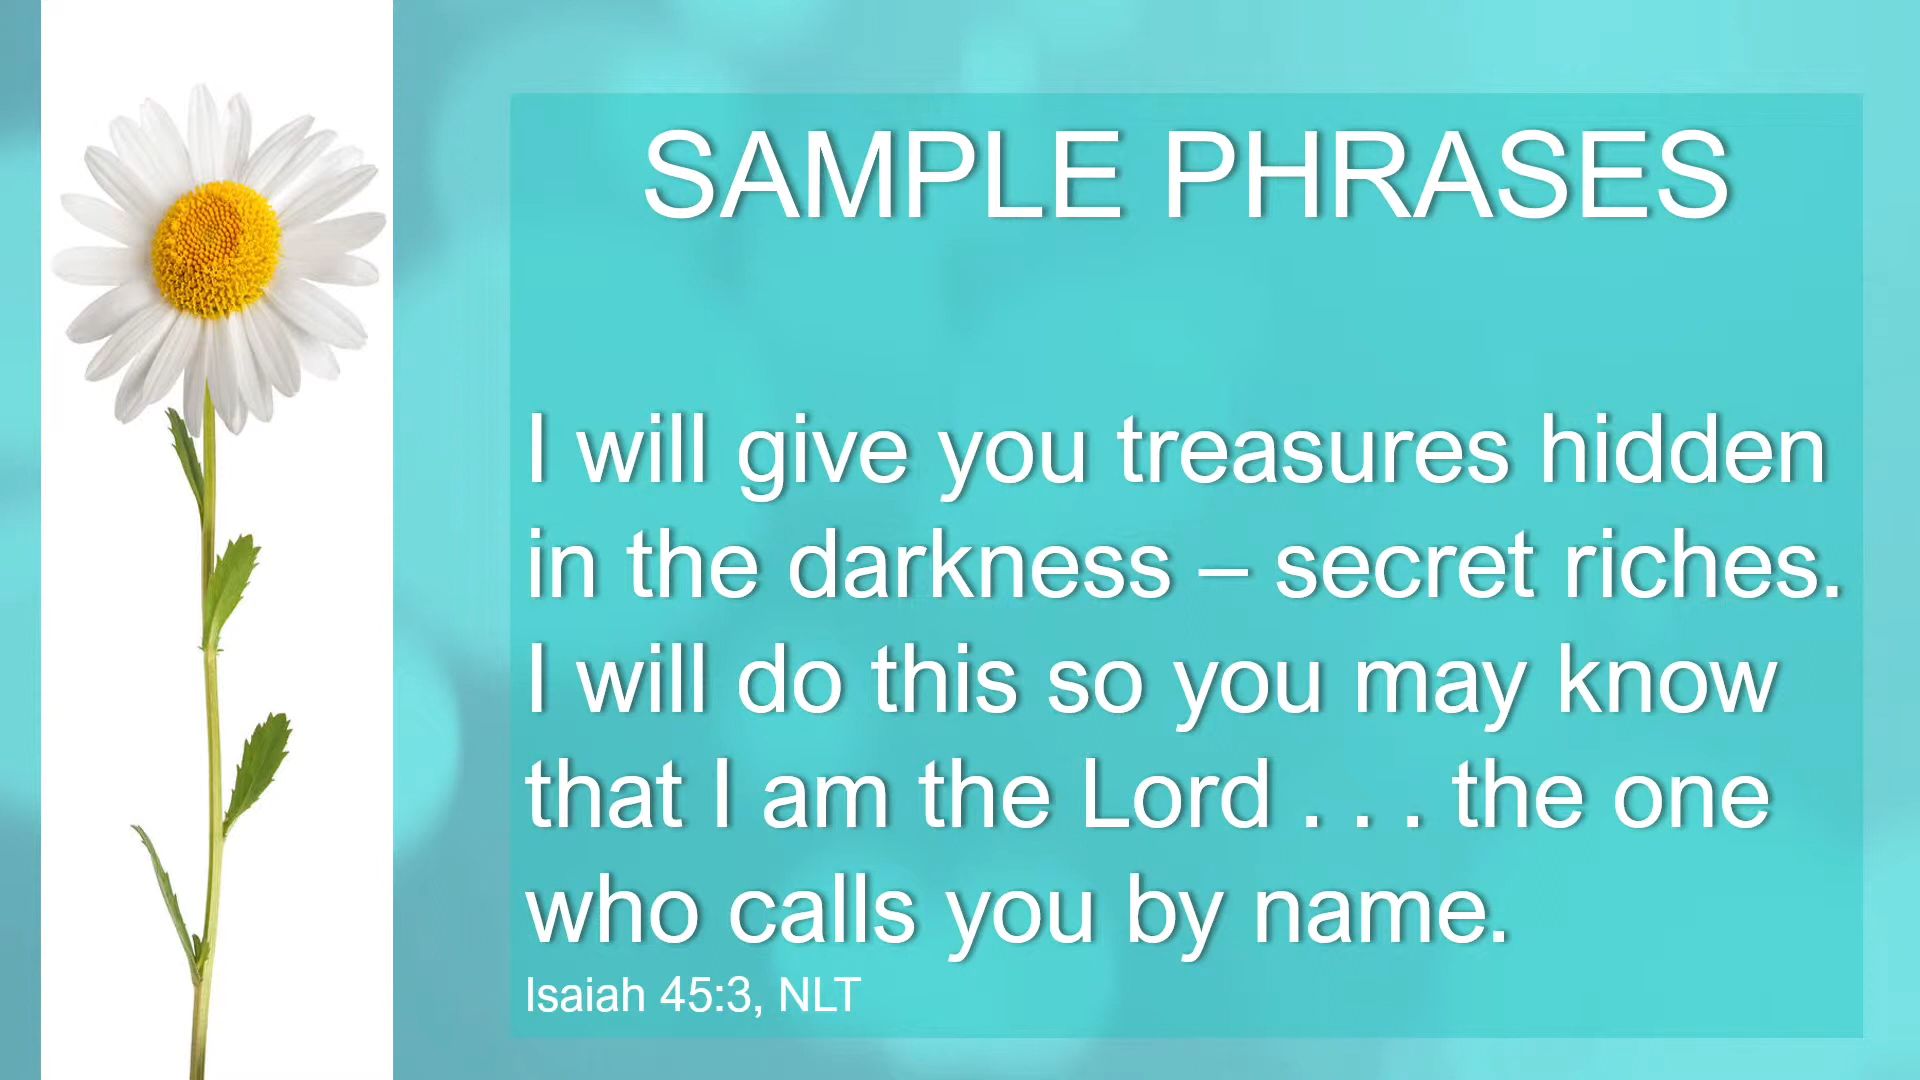 SAMPLE PHRASES
I will give you treasures hidden
in the darkness – secret riches.
I will do this so you may know
that I am the Lord . . . the one
who calls you by name.
Isaiah 45:3, NLT